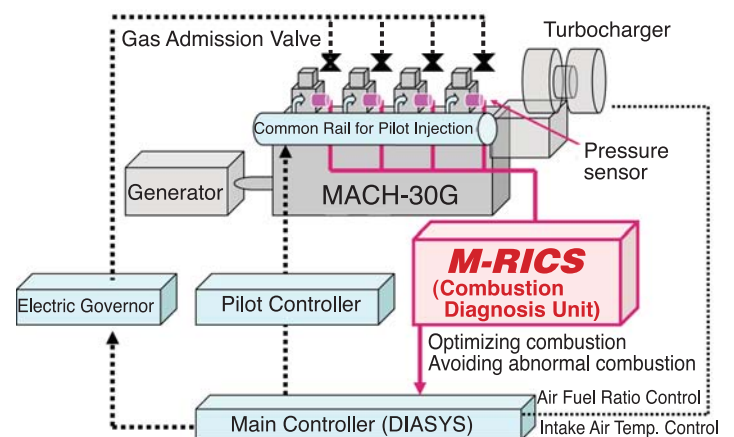 Turbocharger
Gas Admission Valve
Common Rail for Pilot Injection
Pressure
sensor
Generator
MACH-30G
M-RICS
(Combustion
Diagnosis Unit)
Electric Governor
Pilot Controller
Optimizing combustion
Avoiding abnormal combustion
Air Fuel Ratio Control
Main Controller (DIASYS)
Intake Air Temp. Control